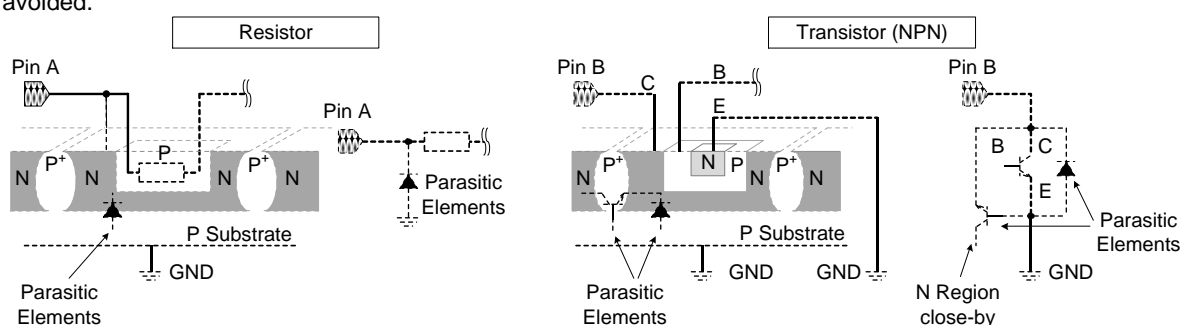 avoided.
Resistor
Pin A
Pin A
P
N P+ N N P+ N
Parasitic
Elements
P Substrate
GND
Parasitic
Elements
Transistor (NPN)
Pin B
C
B
E
N P+ N P N P+ N
P Substrate
GND
GND
Parasitic
Elements
Pin B
B C
E
Parasitic
Elements
GND
N Region
close-by